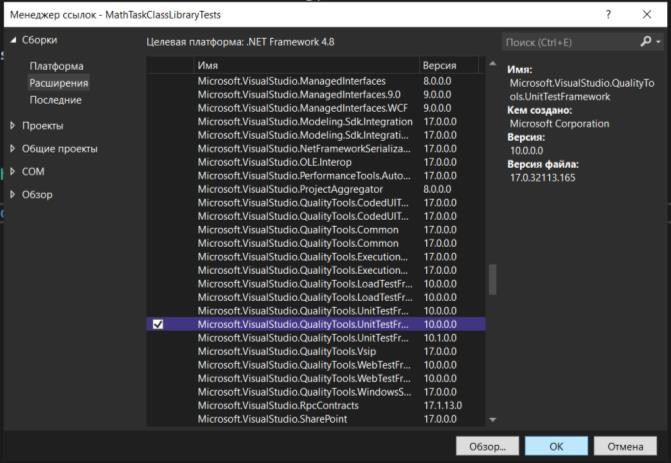 Менеджер ссылок - MathTaskClassLibraryTests
? ×
Сборки
Платформа
Расширения
Последние
Проекты
Общие проекты
COM
Обзор
Целевая платформа: .NET Framework 4.8
Поиск (Ctrl+E)
Имя Версия
Microsoft.VisualStudio.ManagedInterfaces 8.0.0.0
Microsoft.VisualStudio.ManagedInterfaces.9.0 9.0.0.0
Microsoft.VisualStudio.ManagedInterfaces.WCF 9.0.0.0
Microsoft.VisualStudio.Modeling.Sdk.Integration 17.0.0.0
Microsoft.VisualStudio.Modeling.Sdk.Integrati... 17.0.0.0
Microsoft.VisualStudio.NetFrameworkSerializa... 17.0.0.0
Microsoft.VisualStudio.OLE.Interop 17.0.0.0
Microsoft.VisualStudio.PerformanceTools.Auto... 17.0.0.0
Microsoft.VisualStudio.ProjectAggregator 8.0.0.0
Microsoft.VisualStudio.QualityTools.CodedUIT... 17.0.0.0
Microsoft.VisualStudio.QualityTools.CodedUIT... 17.0.0.0
Microsoft.VisualStudio.QualityTools.Common 17.0.0.0
Microsoft.VisualStudio.QualityTools.Common 17.0.0.0
Microsoft.VisualStudio.QualityTools.Execution... 17.0.0.0
Microsoft.VisualStudio.QualityTools.Execution... 17.0.0.0
Microsoft.VisualStudio.QualityTools.LoadTestFr... 10.0.0.0
Microsoft.VisualStudio.QualityTools.LoadTestFr... 10.0.0.0
Microsoft.VisualStudio.QualityTools.UnitTestFr... 10.0.0.0
Microsoft.VisualStudio.QualityTools.UnitTestFr... 10.0.0.0
Microsoft.VisualStudio.QualityTools.UnitTestFr... 10.1.0.0
Microsoft.VisualStudio.QualityTools.Vsip 17.0.0.0
Microsoft.VisualStudio.QualityTools.WebTestFr... 10.0.0.0
Microsoft.VisualStudio.QualityTools.WebTestFr... 10.0.0.0
Microsoft.VisualStudio.QualityTools.WindowsS... 17.0.0.0
Microsoft.VisualStudio.RpcContracts 17.1.13.0
Microsoft.VisualStudio.SharePoint 17.0.0.0
Имя:
Microsoft.VisualStudio.QualityTo
ols.UnitTestFramework
Кем создано:
Microsoft Corporation
Версия:
10.0.0.0
Версия файла:
17.0.32113.165
Обзор... ОК Отмена